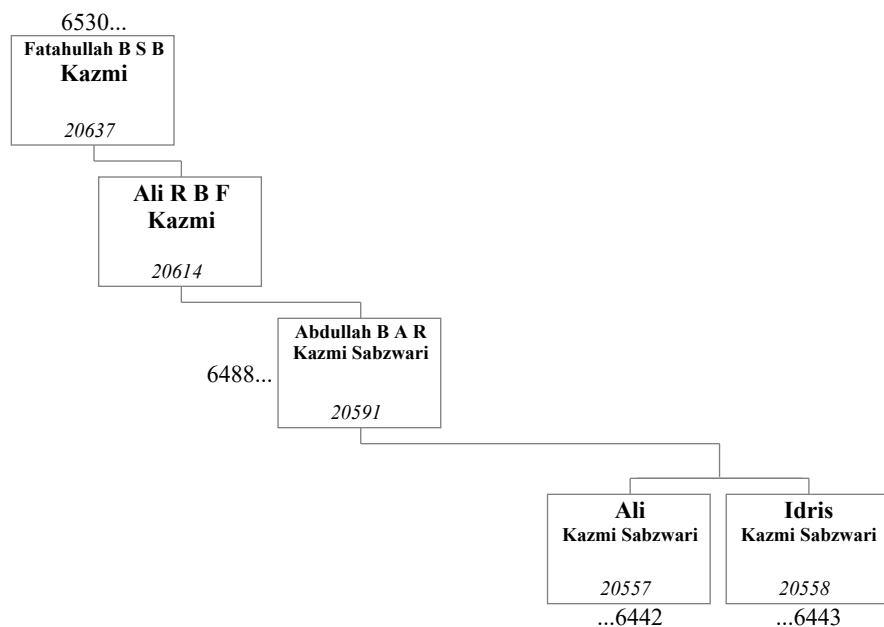 6530...
Fatahullah B S B
Kazmi
20637
Ali R B F
Kazmi
20614
Abdullah B A R
Kazmi Sabzwari
6488...
20591
Ali
Kazmi Sabzwari
20557
...6442
Idris
Kazmi Sabzwari
20558
...6443